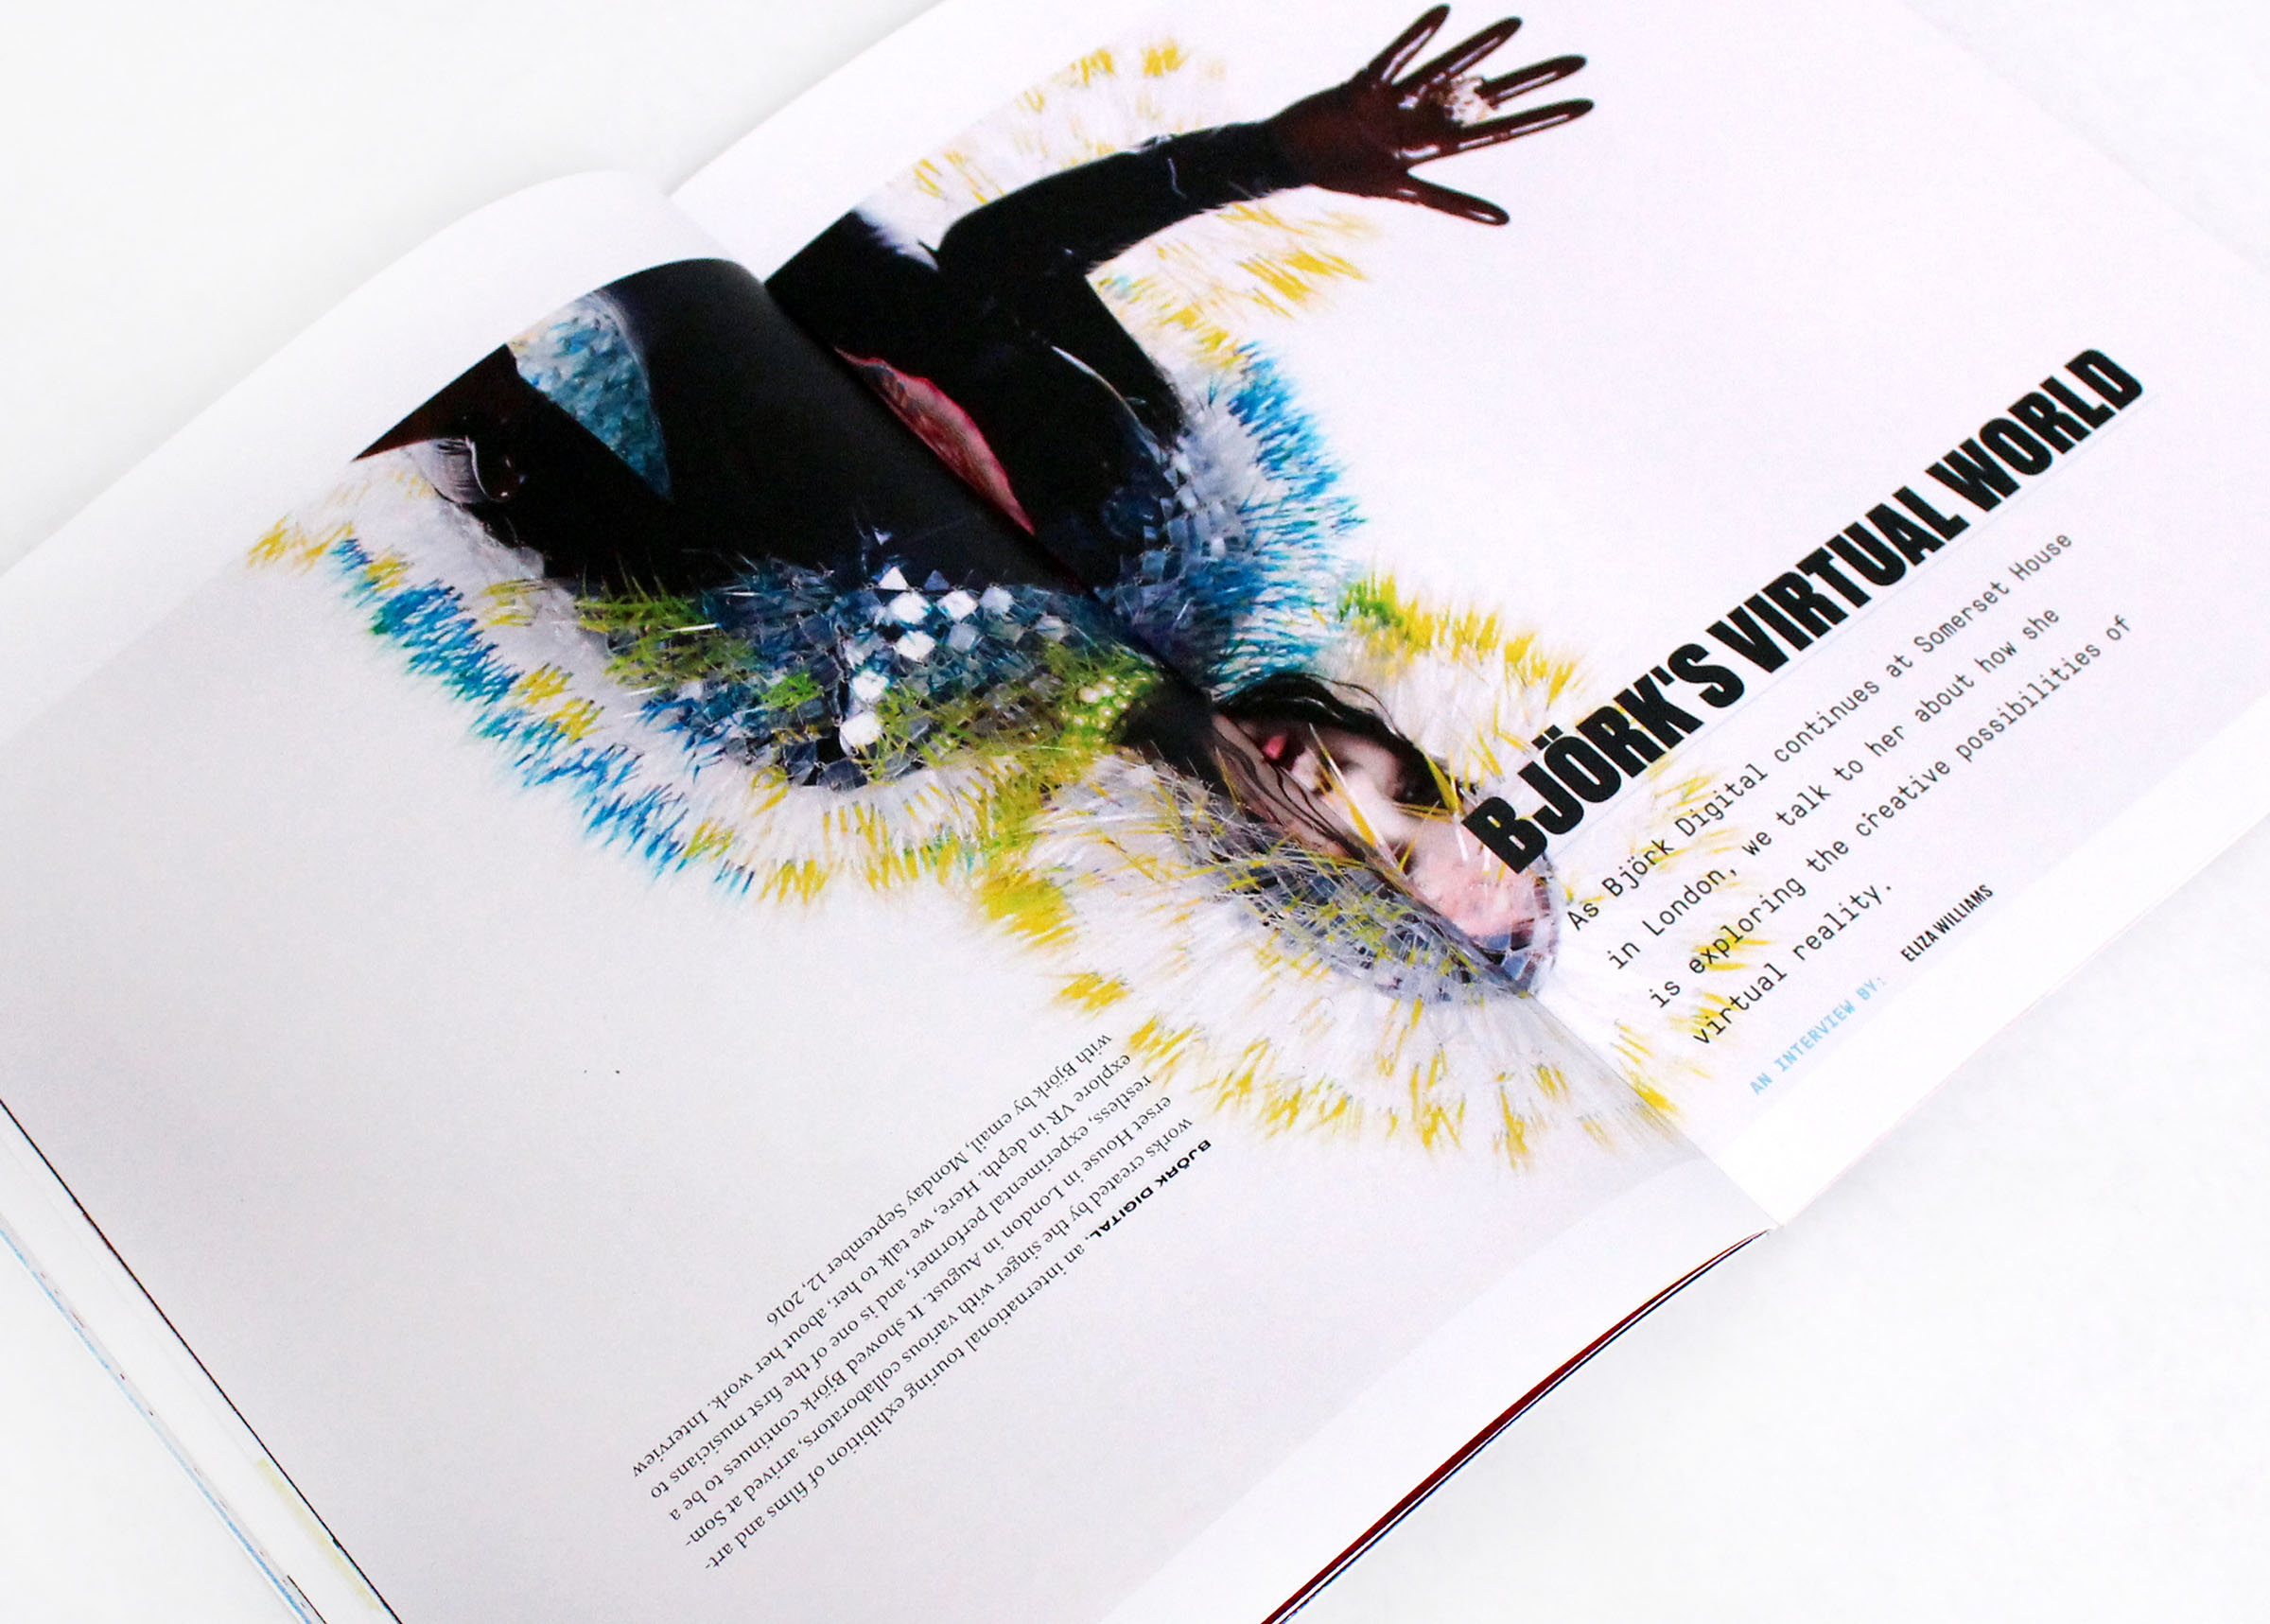 BJÖRK'S VIRTUAL WORLD
As Björk Digital continues at Somerset House
in London, we talk to her about how she
is exploring the creative possibilities of
virtual reality.
AN INTERVIEW BY: ELIZA WILLIAMS
BJÖRK DIGITAL, an international touring exhibition of films and art-
works created by the singer with various collaborators, arrived at Som-
erset House in London in August. It showed Björk continues to be a
restless, experimental performer, and is one of the first musicians to
explore VR in depth. Here, we talk to her, about her work. Interview
with Björk by email, Monday September 12, 2016